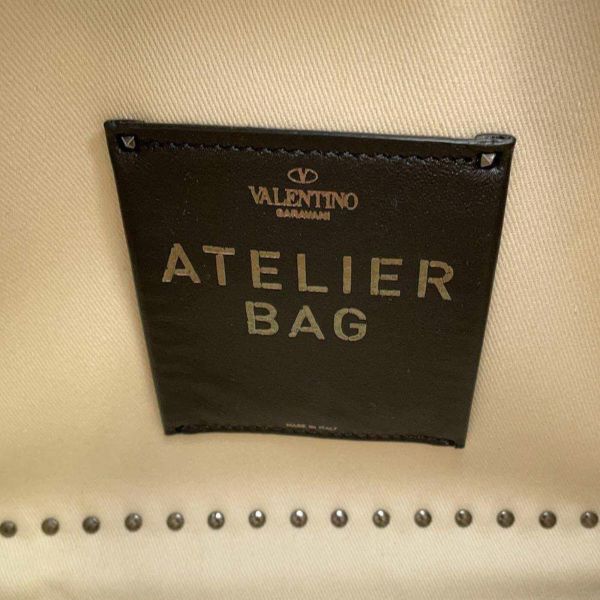 VALENTINO
GARAVANI
ATELIER
BAG
MADE IN ITALY